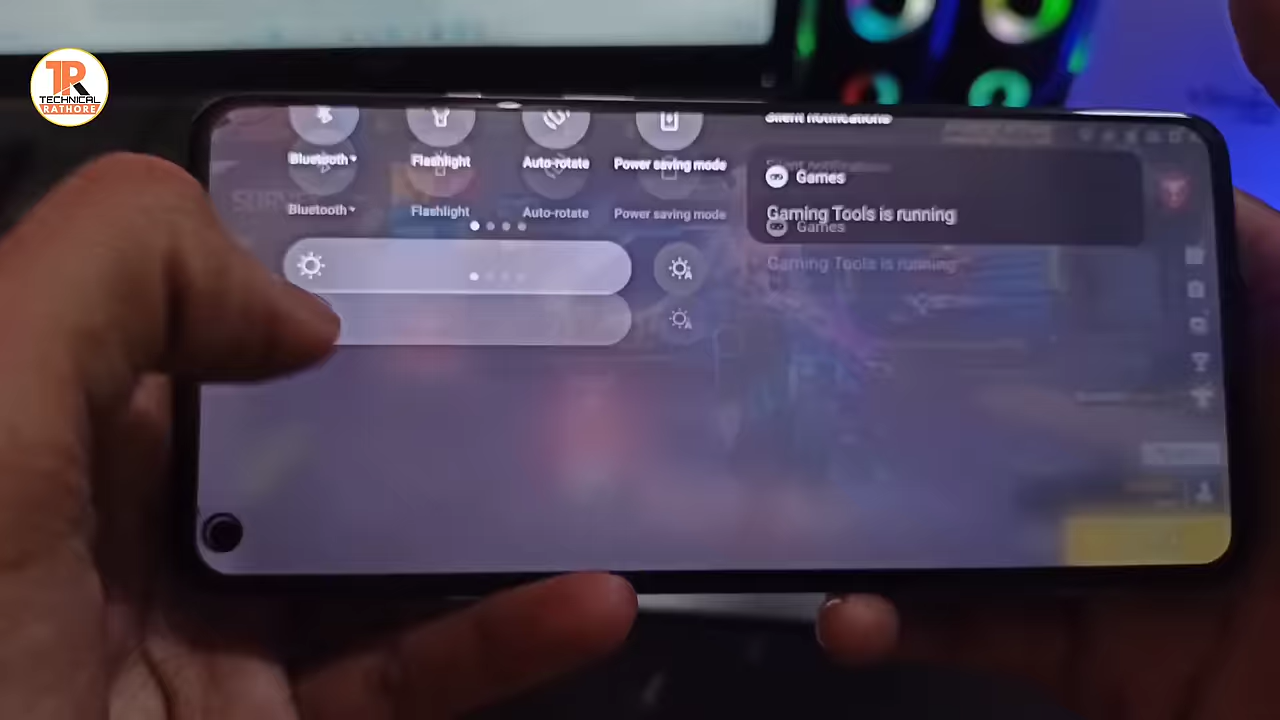 TR
TECHNICAL
RATHORE
Silent notifications
Bluetooth
Flashlight
Auto-rotate
Power saving mode
Games
Gaming Tools is running
Bluetooth
Flashlight
Auto-rotate
Power saving mode
Games
Gaming Tools is running